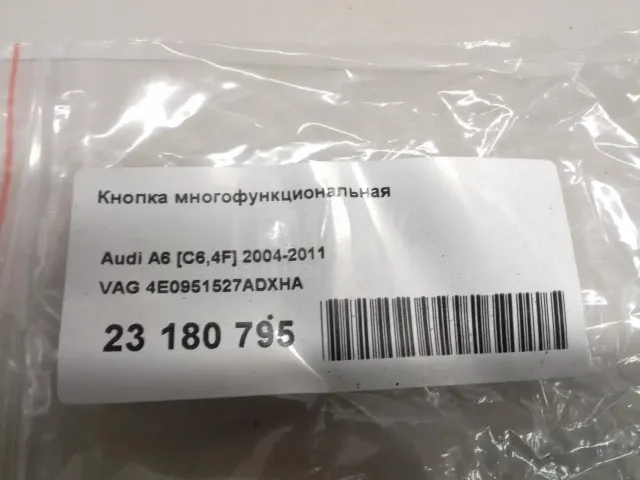 Кнопка многофункциональная
Audi A6 [C6,4F] 2004-2011
VAG 4E0951527ADXHA
23 180 795